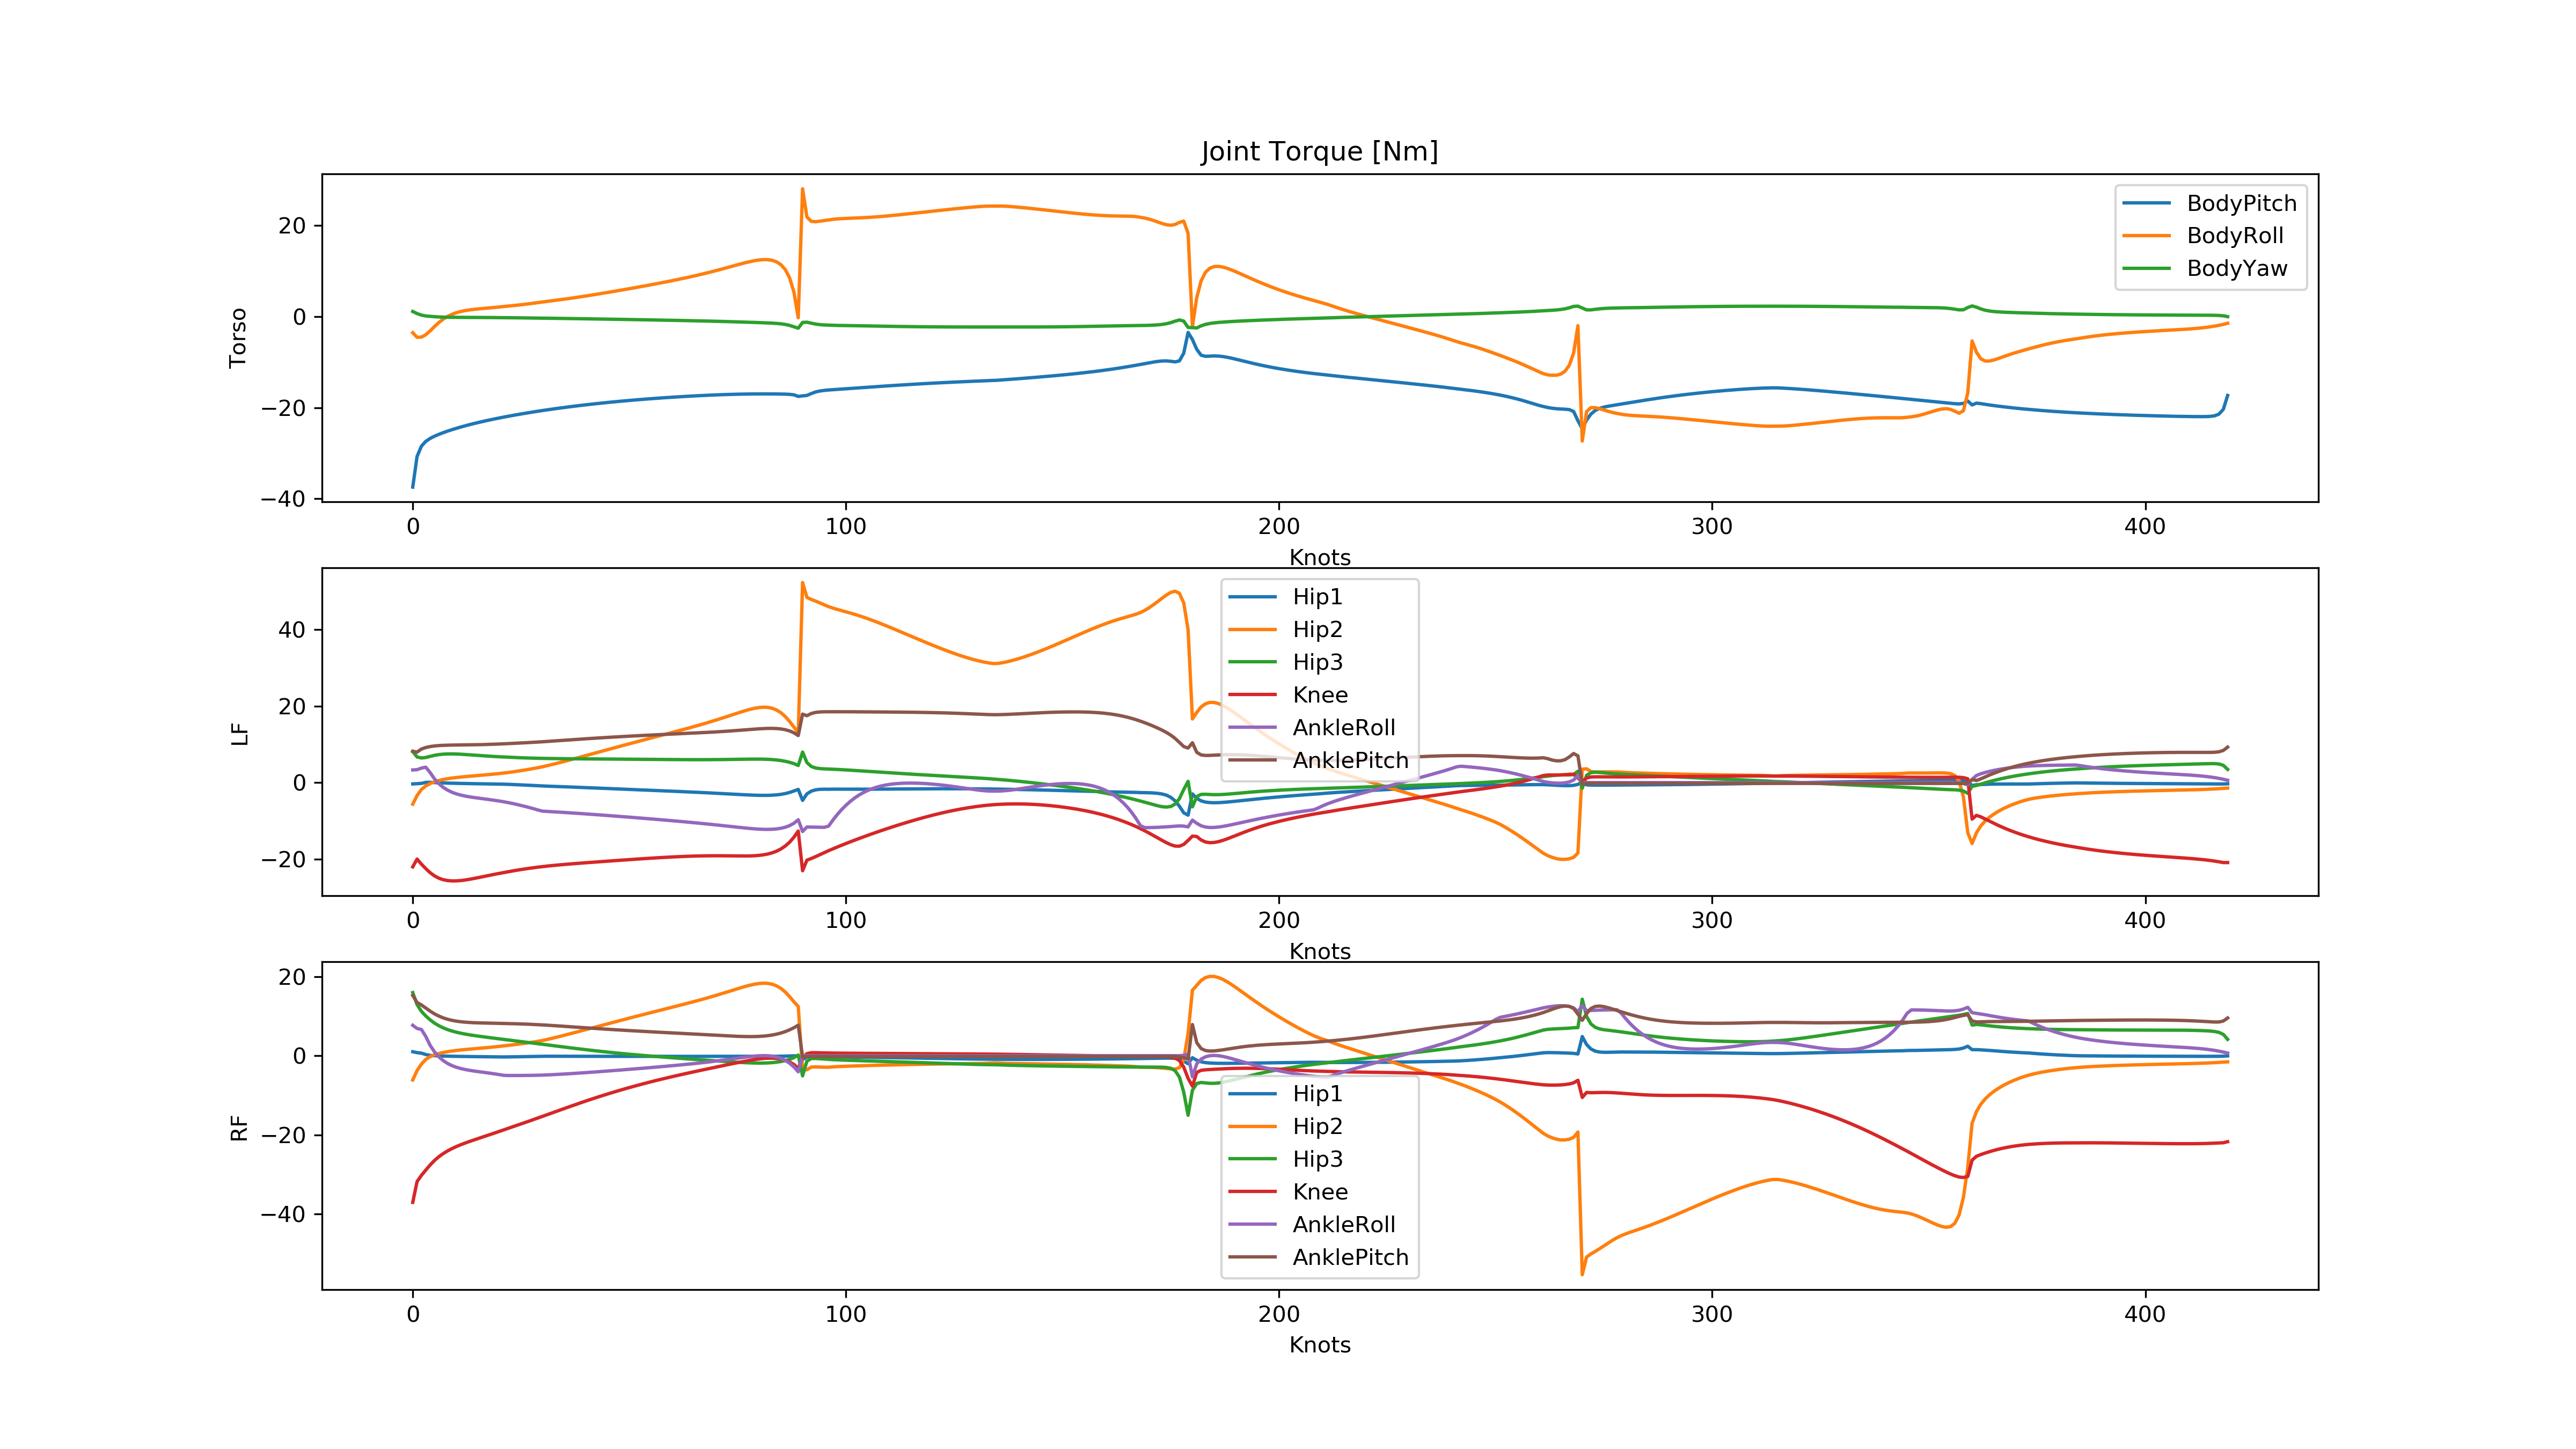 Joint Torque [Nm]
Torso
20
0
−20
−40
BodyPitch
BodyRoll
BodyYaw
0 100 200 300 400
Knots
LF
40
20
0
−20
Hip1
Hip2
Hip3
Knee
AnkleRoll
AnklePitch
0 100 200 300 400
Knots
RF
20
0
−20
−40
Hip1
Hip2
Hip3
Knee
AnkleRoll
AnklePitch
0 100 200 300 400
Knots